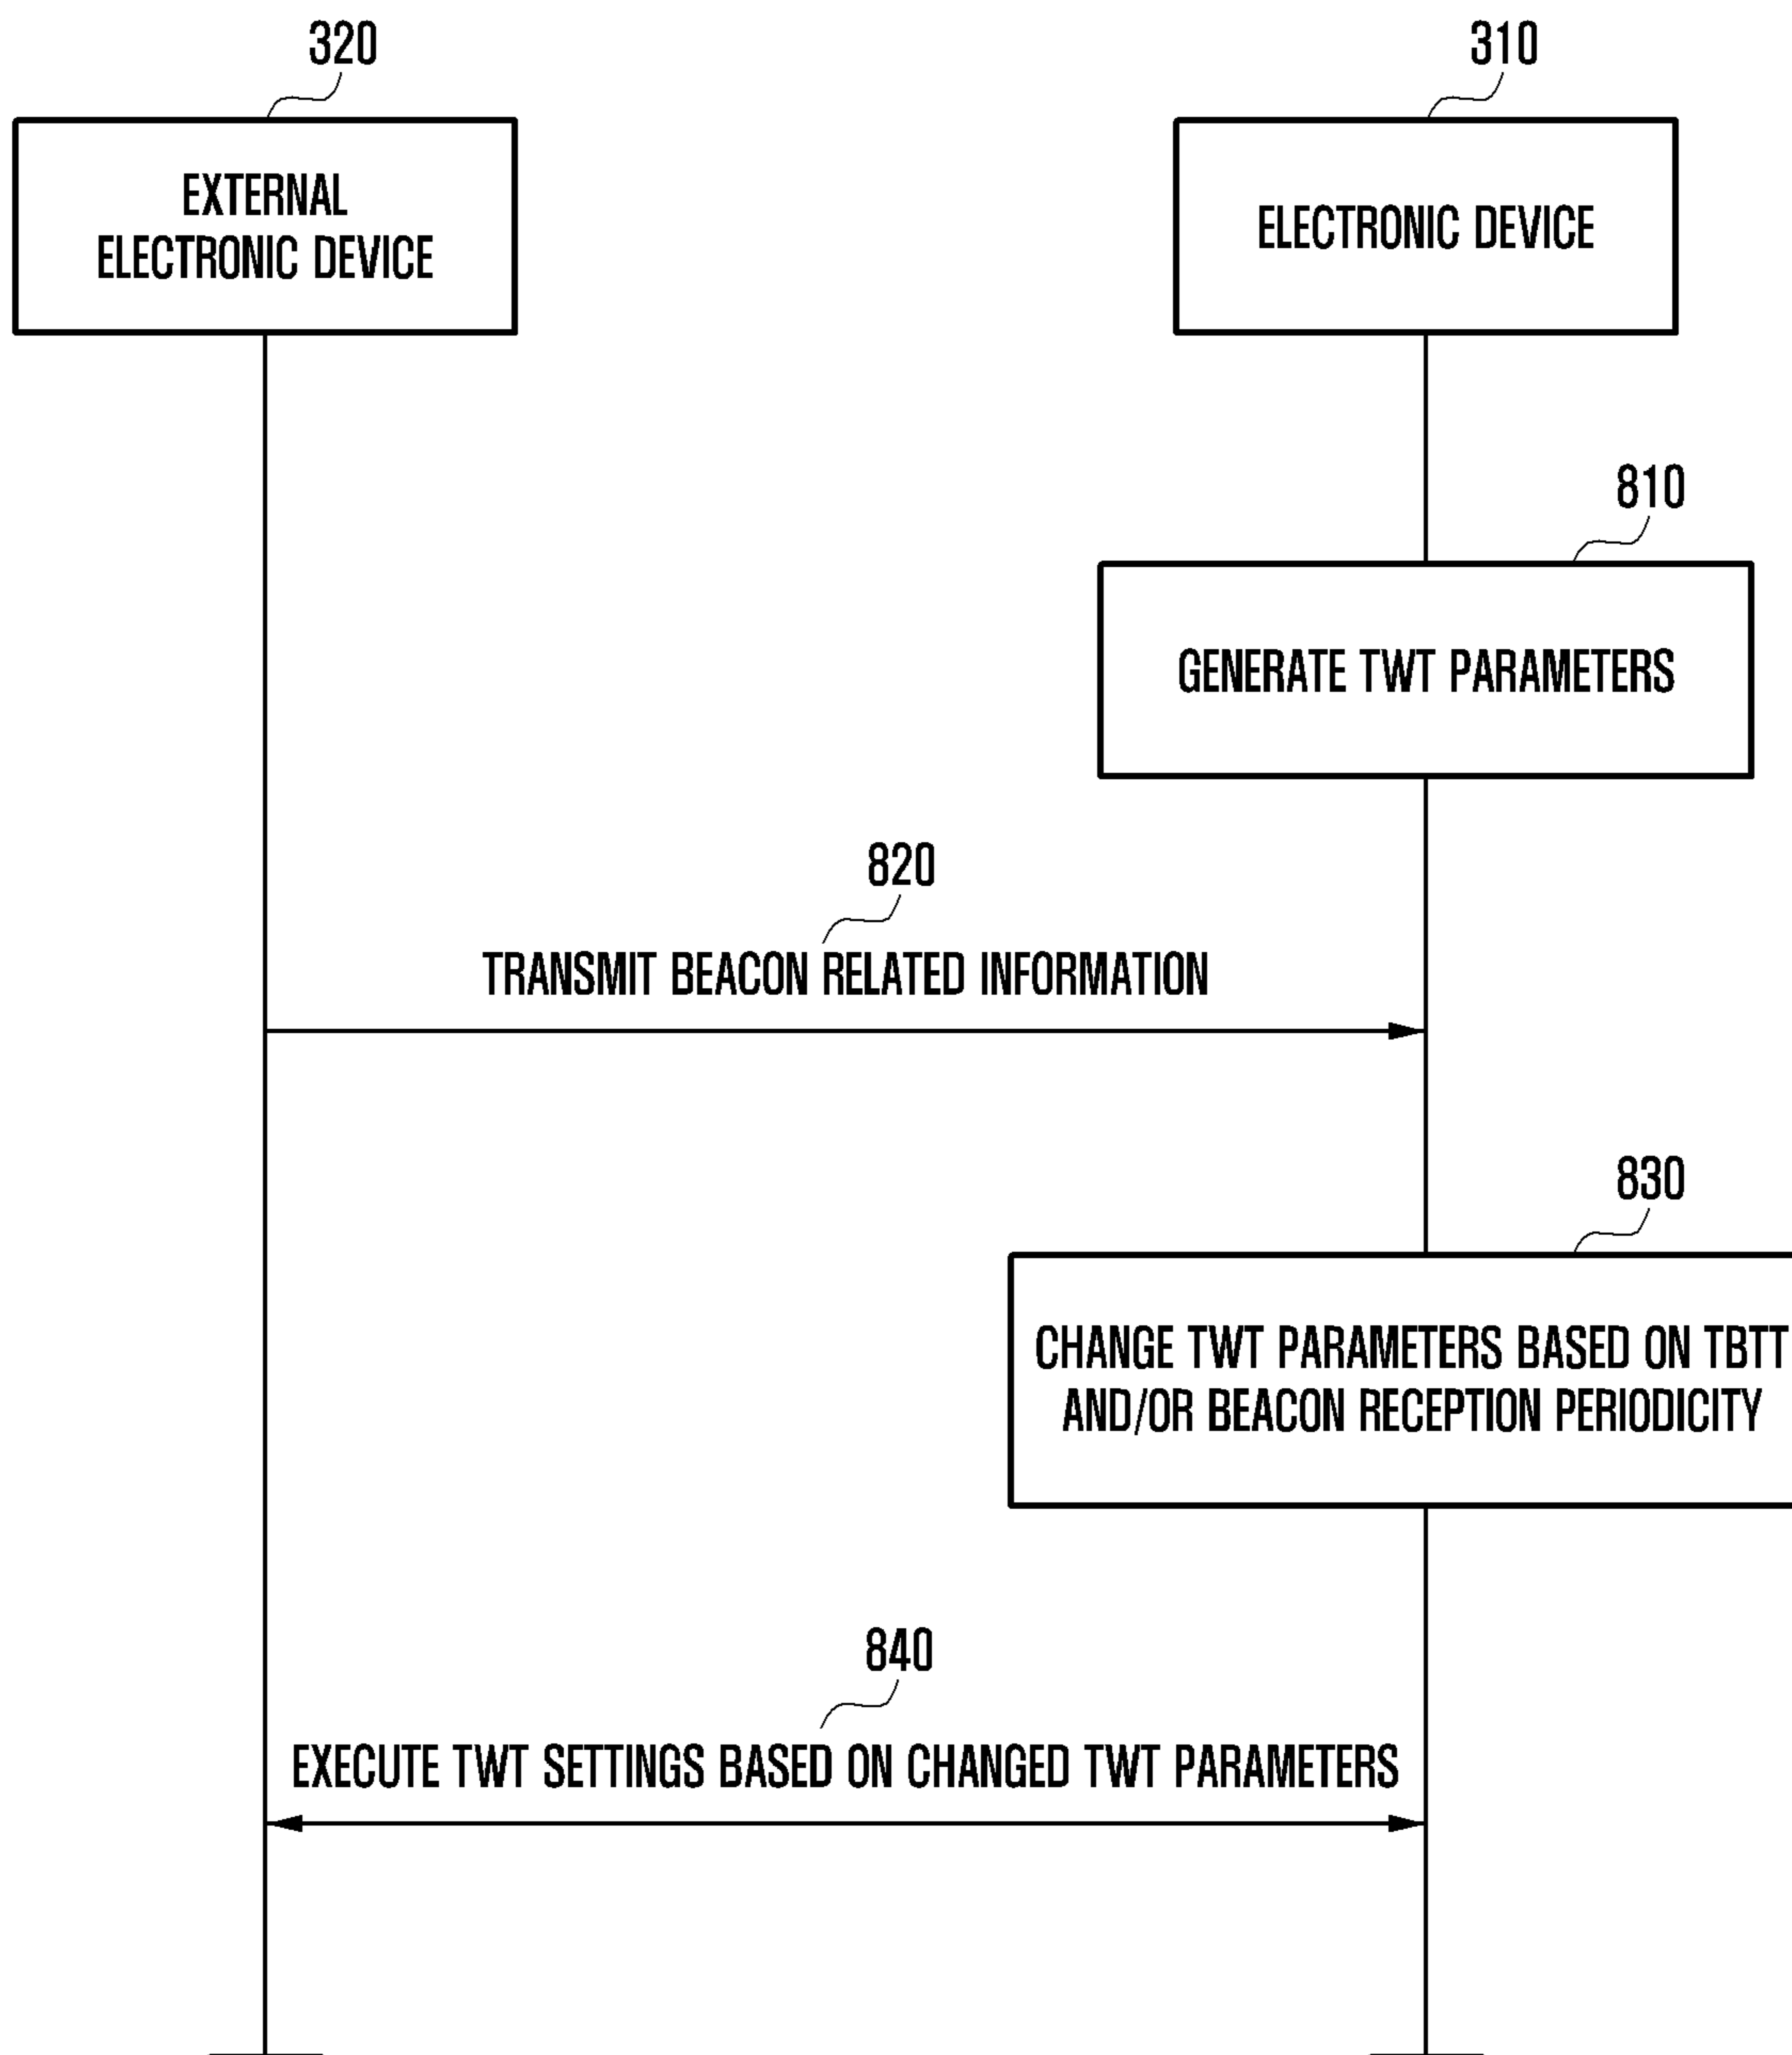 320
310
EXTERNAL
ELECTRONIC DEVICE
ELECTRONIC DEVICE
810
GENERATE TWT PARAMETERS
820
TRANSMIT BEACON RELATED INFORMATION
830
CHANGE TWT PARAMETERS BASED ON TBTT
AND/OR BEACON RECEPTION PERIODICITY
840
EXECUTE TWT SETTINGS BASED ON CHANGED TWT PARAMETERS